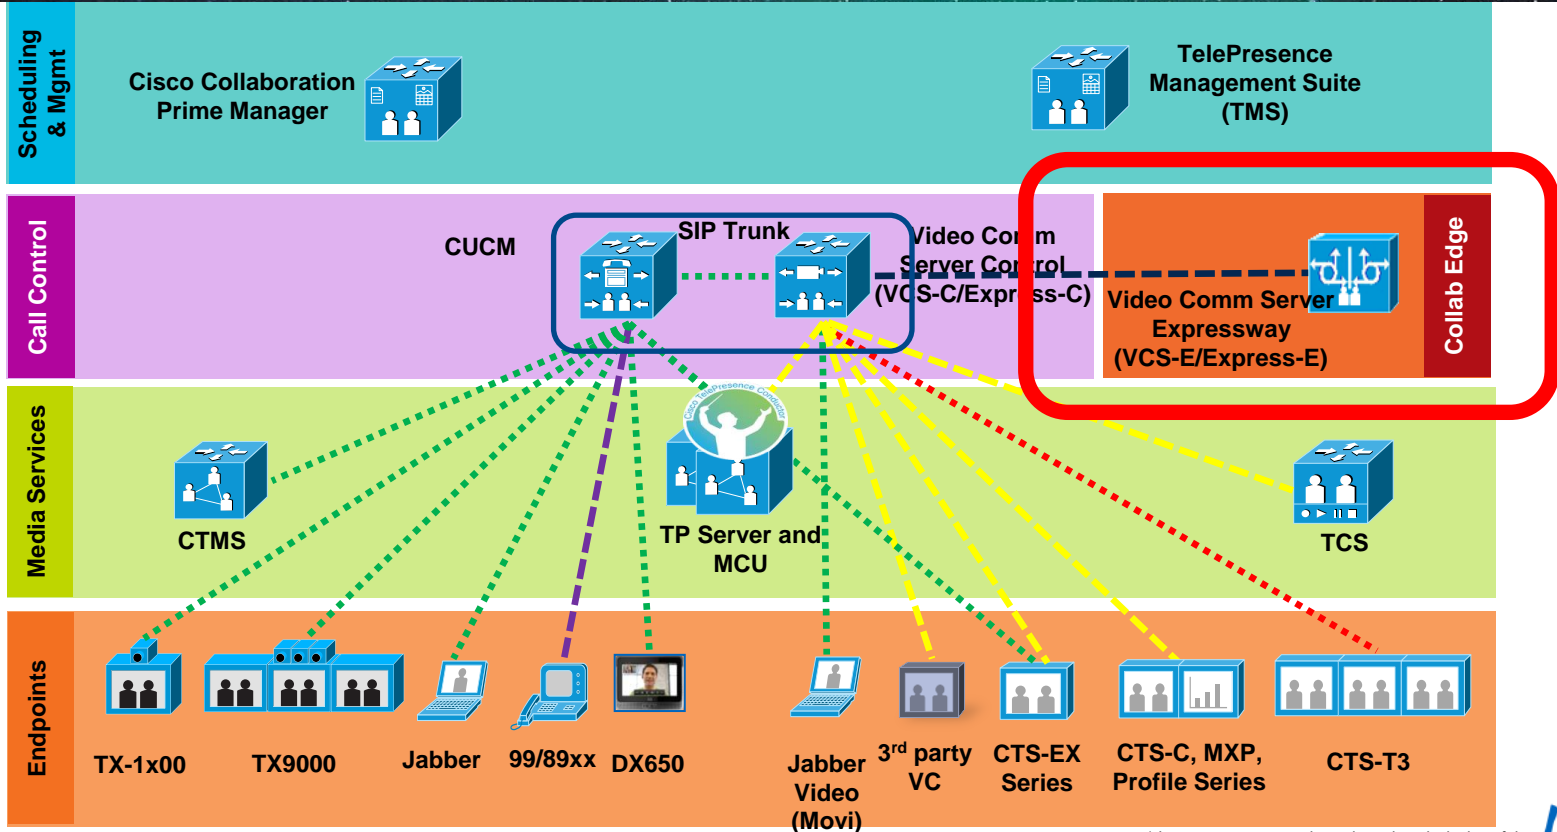 Scheduling
& Mgmt
Cisco Collaboration
Prime Manager
TelePresence
Management Suite
(TMS)
Call Control
CUCM
SIP Trunk
Video Comm
Server Control
(VCS-C/Express-C)
Video Comm Server
Expressway
(VCS-E/Express-E)
Collab Edge
Media Services
CTMS
Cisco TelePresence Conductor
TP Server and
MCU
TCS
Endpoints
TX-1x00
TX9000
Jabber
99/89xx
DX650
Jabber
Video
(Movi)
3rd party
VC
CTS-EX
Series
CTS-C, MXP,
Profile Series
CTS-T3